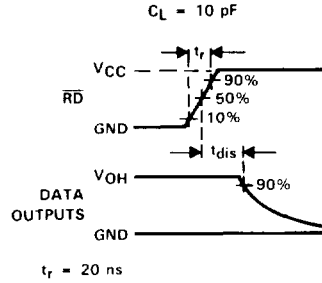 CL = 10 pF
tr
VCC
90%
RD
50%
10%
GND
tdis
VOH
90%
DATA
OUTPUTS
GND
tr = 20 ns